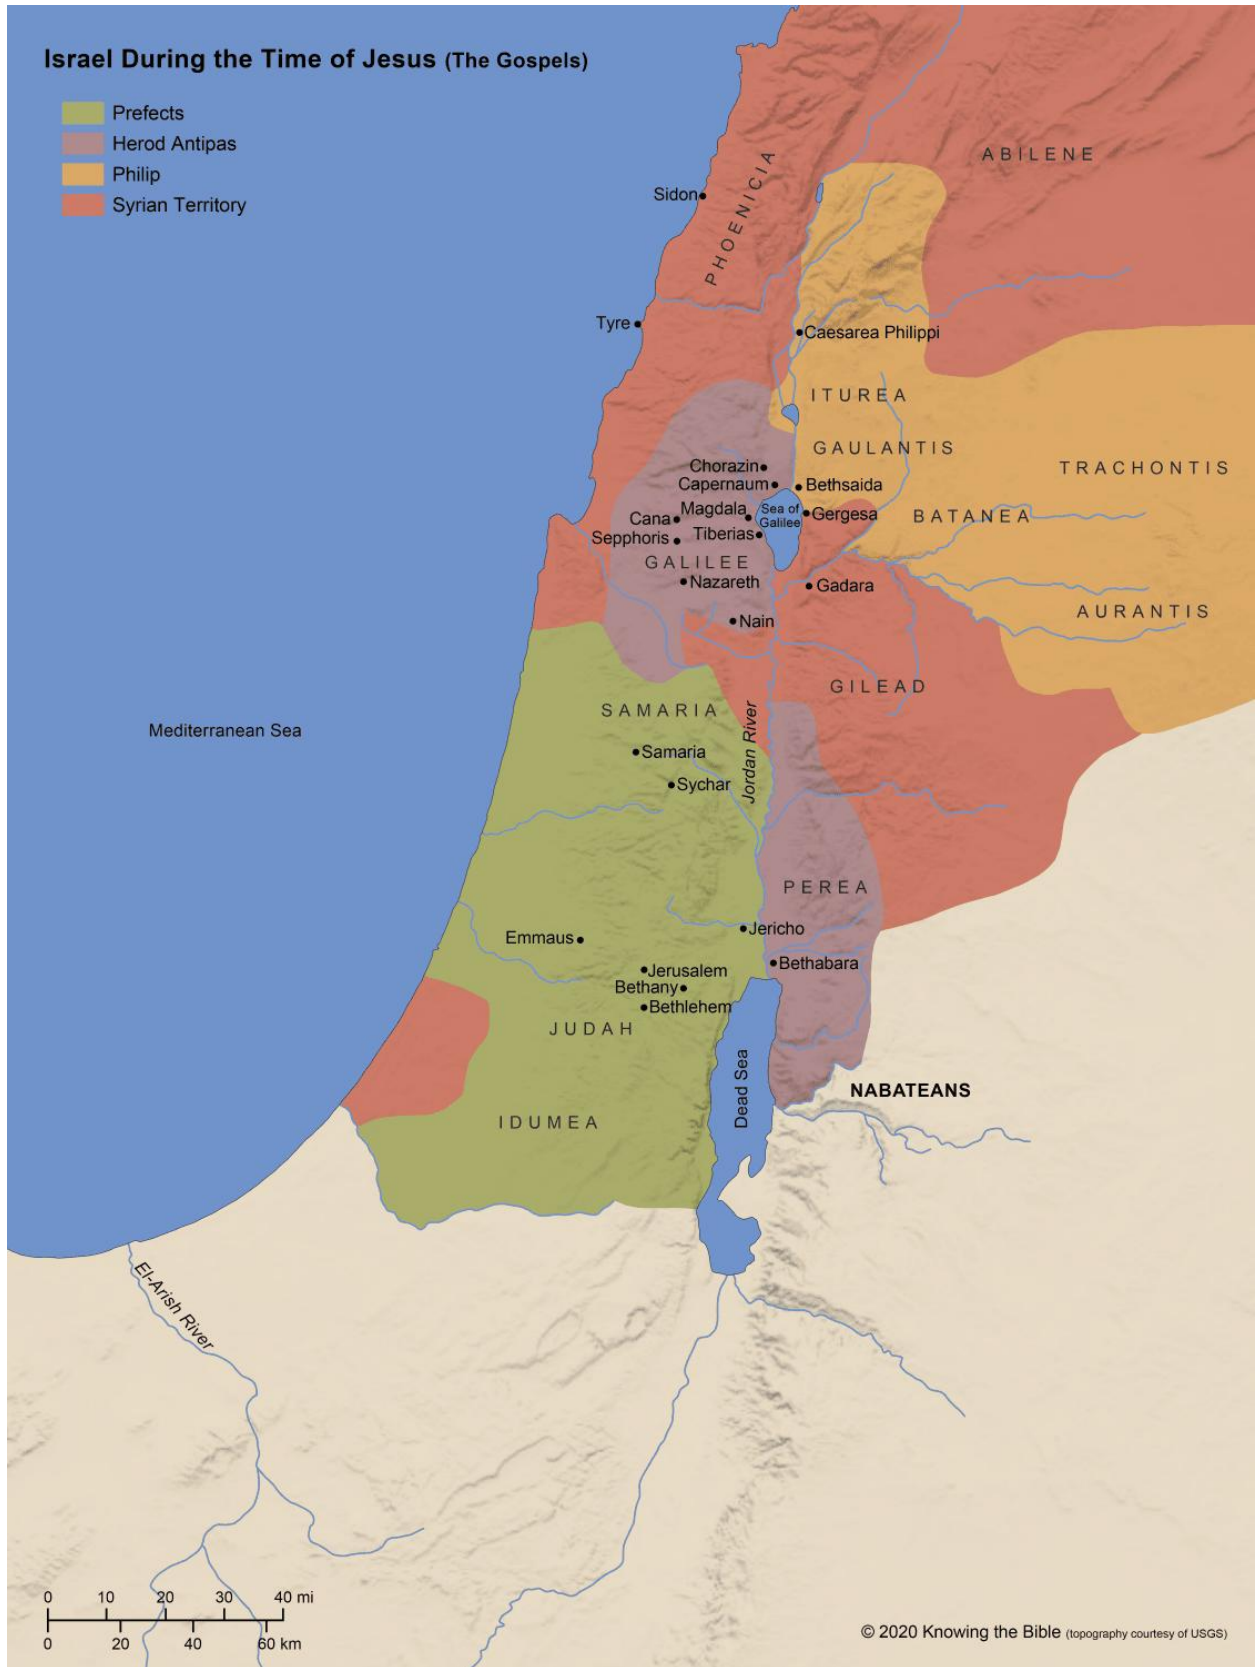 Israel During the Time of Jesus (The Gospels)
Prefects
Herod Antipas
Philip
Syrian Territory
ABILENE
PHOENICIA
Sidon
Tyre
Caesarea Philippi
ITUREA
GAULANTIS
TRACHONTIS
Chorazin
Capernaum
Bethsaida
Magdala
Sea of
Galilee
Gergesa
BATANEA
Cana
Sepphoris
Tiberias
GALILEE
Nazareth
Gadara
AURANTIS
Nain
GILEAD
SAMARIA
Mediterranean Sea
Jordan River
Samaria
Sychar
PEREA
Jericho
Emmaus
Bethabara
Jerusalem
Bethany
Bethlehem
JUDAH
Dead Sea
NABATEANS
IDUMEA
El-Arish River
0 10 20 30 40 mi
0 20 40 60 km
© 2020 Knowing the Bible (topography courtesy of USGS)